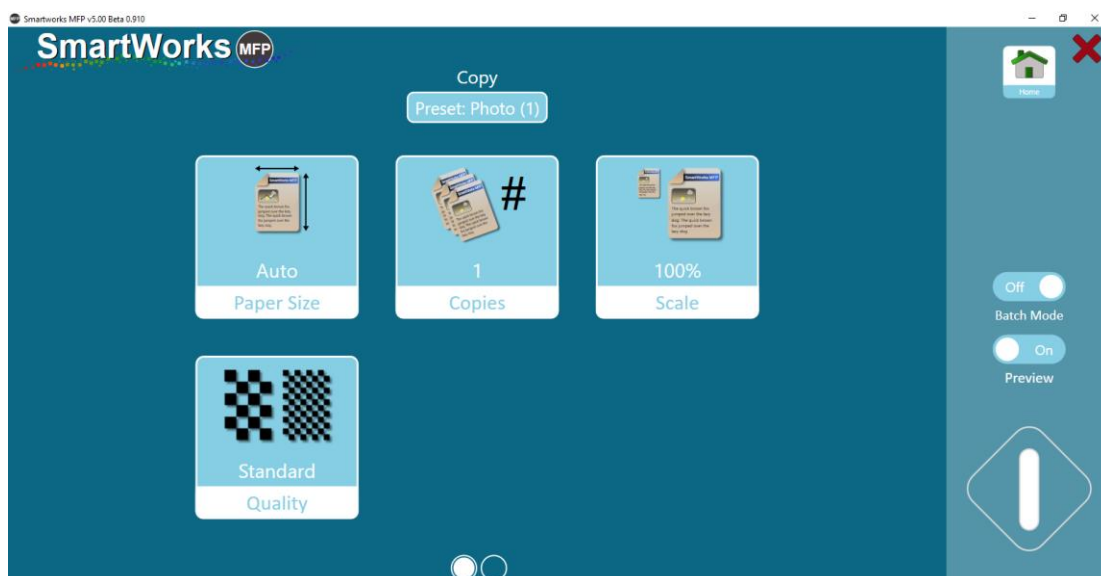 Smartworks MFP v5.00 Beta 0.910
SmartWorks MFP
Home
Copy
Preset: Photo (1)
#
Auto
Paper Size
1
Copies
100%
Scale
Off
Batch Mode
On
Preview
Standard
Quality